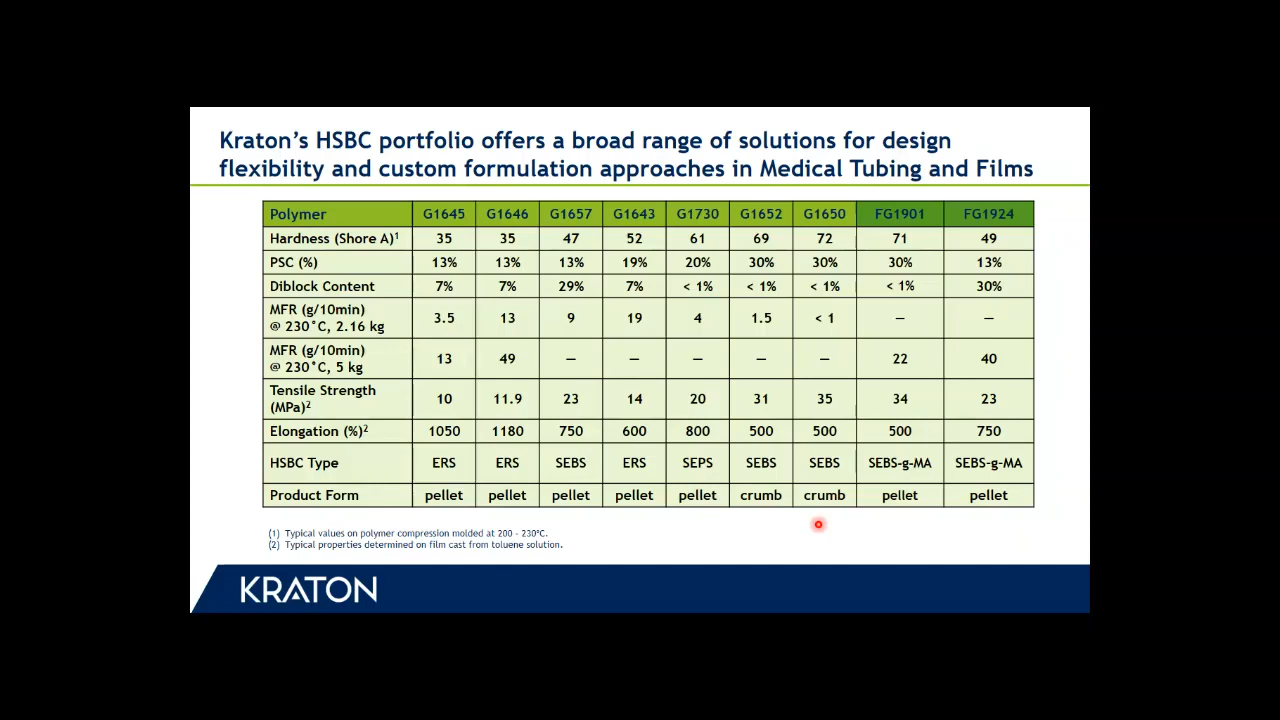 Kraton’s HSBC portfolio offers a broad range of solutions for design
flexibility and custom formulation approaches in Medical Tubing and Films
Polymer G1645 G1646 G1657 G1643 G1730 G1652 G1650 FG1901 FG1924
Hardness (Shore A)¹ 35 35 47 52 61 69 72 71 49
PSC (%) 13% 13% 13% 19% 20% 30% 30% 30% 13%
Diblock Content 7% 7% 29% 7% < 1% < 1% < 1% < 1% 30%
MFR (g/10min)
@ 230˚C, 2.16 kg 3.5 13 9 19 4 1.5 < 1 — —
MFR (g/10min)
@ 230˚C, 5 kg 13 49 — — — — — 22 40
Tensile Strength
(MPa)² 10 11.9 23 14 20 31 35 34 23
Elongation (%)² 1050 1180 750 600 800 500 500 500 750
HSBC Type ERS ERS SEBS ERS SEPS SEBS SEBS SEBS-g-MA SEBS-g-MA
Product Form pellet pellet pellet pellet pellet crumb crumb pellet pellet
(1) Typical values on polymer compression molded at 200 - 230°C.
(2) Typical properties determined on film cast from toluene solution.
KRATON